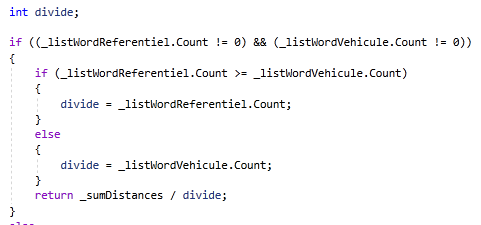 int divide;
if ((_listWordReferentiel.Count != 0) && (_listWordVehicule.Count != 0))
{
if (_listWordReferentiel.Count >= _listWordVehicule.Count)
{
divide = _listWordReferentiel.Count;
}
else
{
divide = _listWordVehicule.Count;
}
return _sumDistances / divide;
}